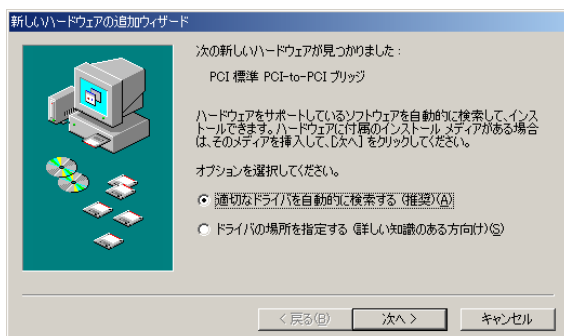 新しいハードウェアの追加ウィザード
次の新しいハードウェアが見つかりました :
PCI 標準 PCI-to-PCI ブリッジ
ハードウェアをサポートしているソフトウェアを自動的に検索して、インス
トールできます。ハードウェアに付属のインストール メディアがある場合
は、そのメディアを挿入して、[次へ] をクリックしてください。
オプションを選択してください。
適切なドライバを自動的に検索する (推奨)(A)
ドライバの場所を指定する (詳しい知識のある方向け)(S)
< 戻る(B) 次へ > キャンセル